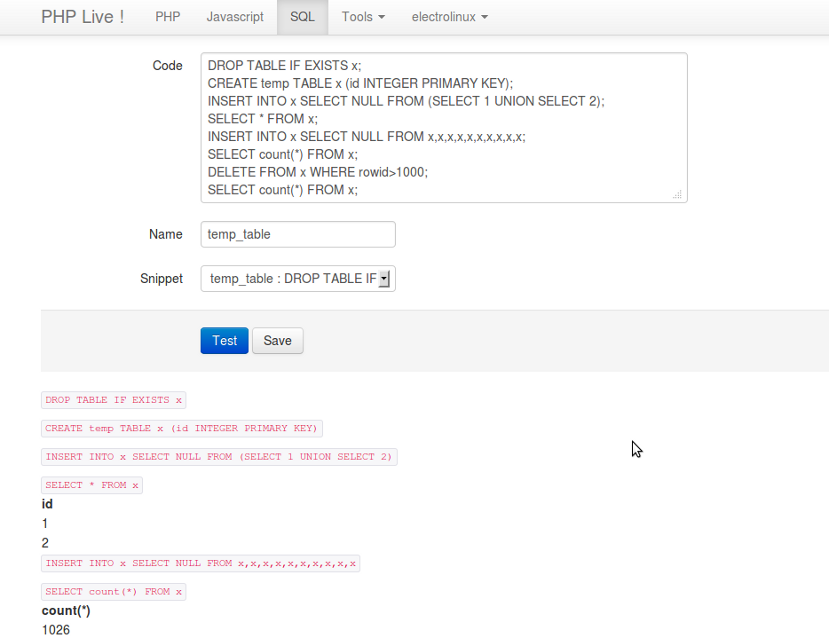 PHP Live ! PHP Javascript SQL Tools electrolinux
Code
DROP TABLE IF EXISTS x;
CREATE temp TABLE x (id INTEGER PRIMARY KEY);
INSERT INTO x SELECT NULL FROM (SELECT 1 UNION SELECT 2);
SELECT * FROM x;
INSERT INTO x SELECT NULL FROM x,x,x,x,x,x,x,x,x,x;
SELECT count(*) FROM x;
DELETE FROM x WHERE rowid>1000;
SELECT count(*) FROM x;
Name temp_table
Snippet temp_table : DROP TABLE IF
Test Save
DROP TABLE IF EXISTS x
CREATE temp TABLE x (id INTEGER PRIMARY KEY)
INSERT INTO x SELECT NULL FROM (SELECT 1 UNION SELECT 2)
SELECT * FROM x
id
1
2
INSERT INTO x SELECT NULL FROM x,x,x,x,x,x,x,x,x,x
SELECT count(*) FROM x
count(*)
1026